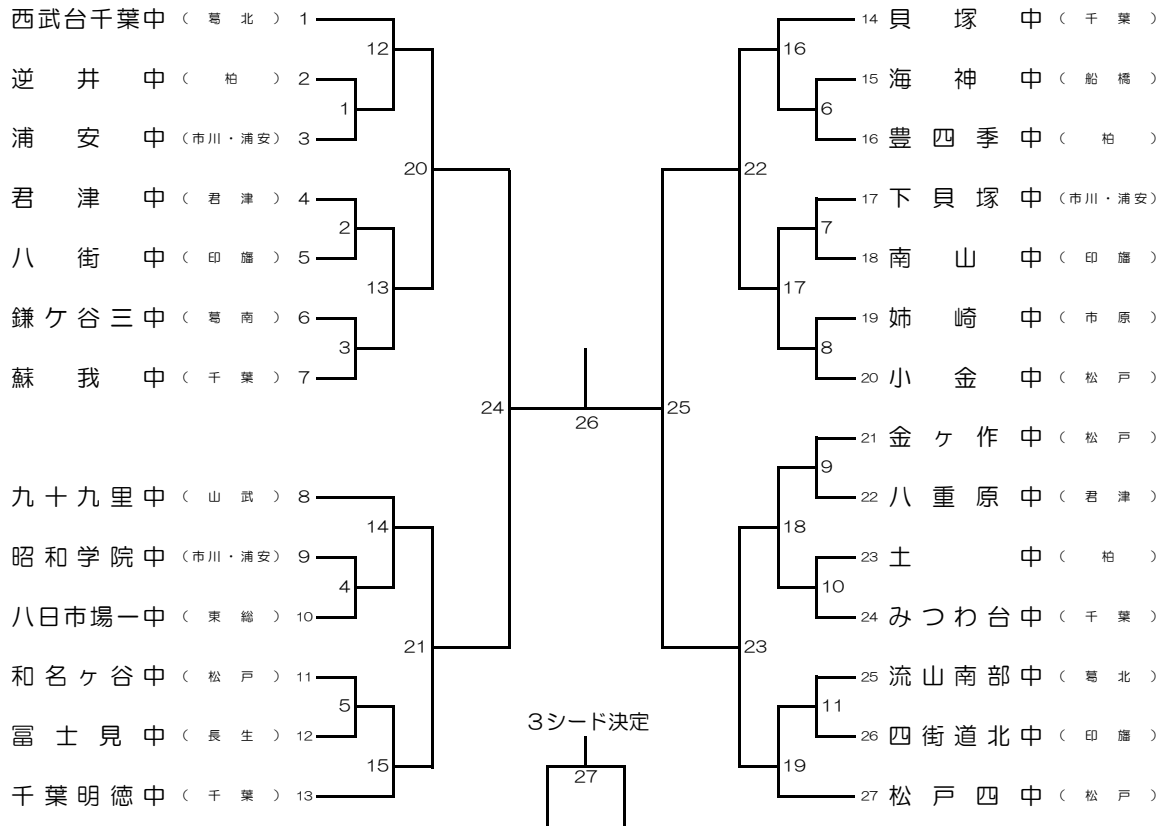 西武台千葉中 （ 葛 北 ） 1
12
逆 井 中 （ 柏 ） 2
1
浦 安 中 （市川・浦安） 3
20
君 津 中 （ 君 津 ） 4
2
八 街 中 （ 印 旛 ） 5
13
鎌ケ谷三中 （ 葛 南 ） 6
3
蘇 我 中 （ 千 葉 ） 7
24
九十九里中 （ 山 武 ） 8
14
昭和学院中 （市川・浦安） 9
4
八日市場一中 （ 東 総 ） 10
21
和名ヶ谷中 （ 松 戸 ） 11
5
冨士見中 （ 長 生 ） 12
15
千葉明徳中 （ 千 葉 ） 13
26
3シード決定
27
14 貝 塚 中 （ 千 葉 ）
16
15 海 神 中 （ 船 橋 ）
6
16 豊四季中 （ 柏 ）
22
17 下貝塚中 （市川・浦安）
7
18 南 山 中 （ 印 旛 ）
17
19 姉 崎 中 （ 市 原 ）
8
20 小 金 中 （ 松 戸 ）
25
21 金ヶ作中 （ 松 戸 ）
9
22 八重原中 （ 君 津 ）
18
23 土 中 （ 柏 ）
10
24 みつわ台中 （ 千 葉 ）
23
25 流山南部中 （ 葛 北 ）
11
26 四街道北中 （ 印 旛 ）
19
27 松戸四中 （ 松 戸 ）